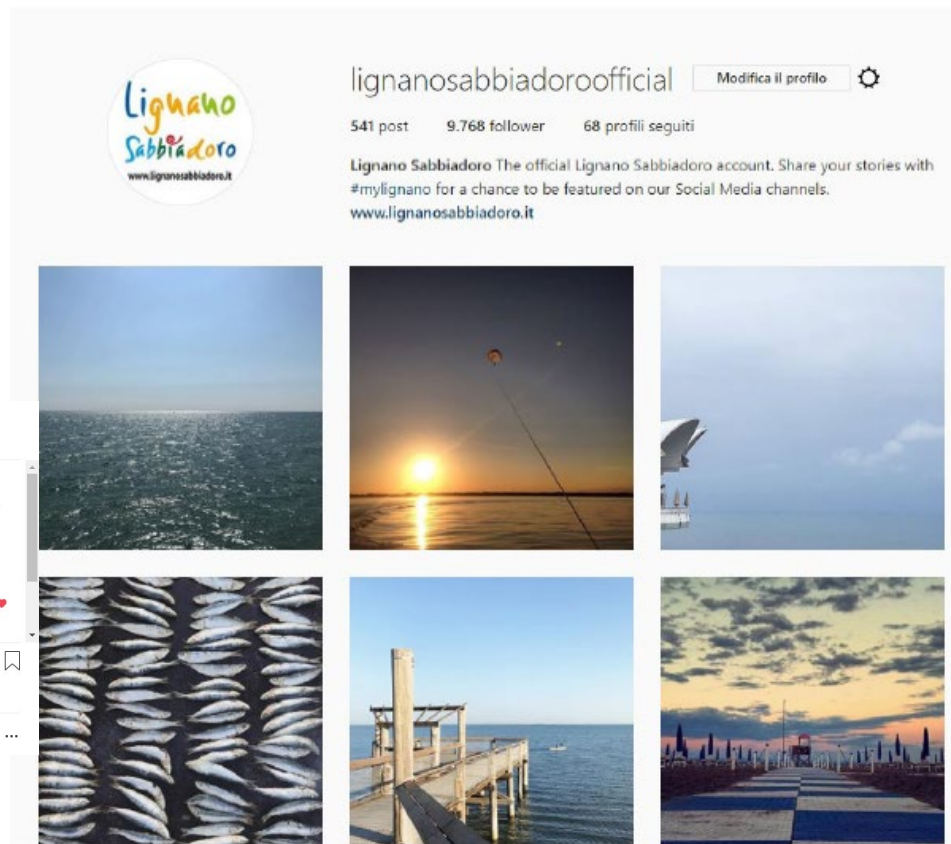 Lignano
Sabbiadoro
www.lignanosabbiadoro.it
lignanosabbiadoroofficial
Modifica il profilo
541 post 9.768 follower 68 profili seguiti
Lignano Sabbiadoro The official Lignano Sabbiadoro account. Share your stories with
#mylignano for a chance to be featured on our Social Media channels.
www.lignanosabbiadoro.it
...